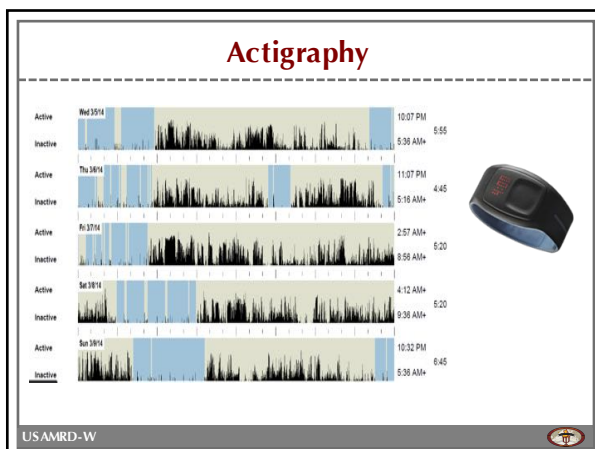 Actigraphy
Active
Inactive
Wed 3/5/14
10:07 PM
5:36 AM+
5:55
Active
Inactive
Thu 3/6/14
11:07 PM
5:16 AM+
4:45
Active
Inactive
Fri 3/7/14
2:57 AM+
8:56 AM+
5:20
Active
Inactive
Sat 3/8/14
4:12 AM+
9:36 AM+
5:20
Active
Inactive
Sun 3/9/14
10:32 PM
5:36 AM+
6:45
USAMRD-W